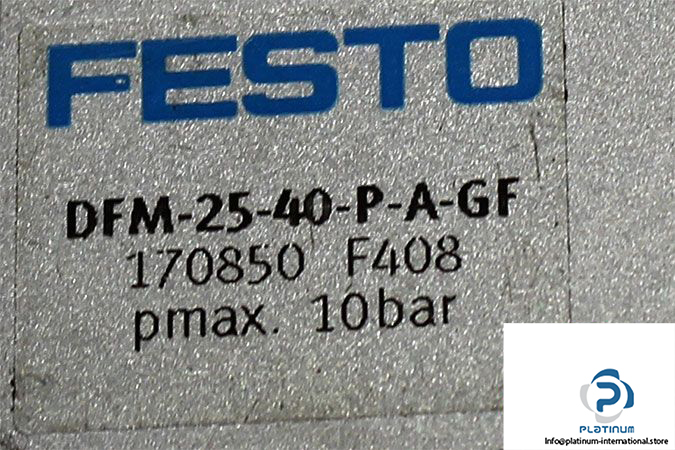 FESTO
DFM-25-40-P-A-GF
170850 F408
pmax. 10bar
PLATINUM
Info@platinum-international.store